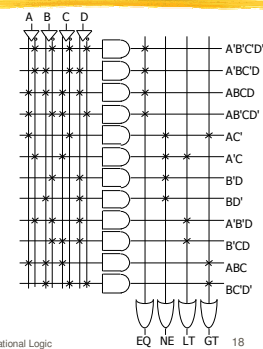 A B C D
A'B'C'D'
A'BC'D
ABCD
AB'CD'
AC'
A'C
B'D
BD'
A'B'D
B'CD
ABC
BC'D'
EQ NE LT GT
ational Logic 18